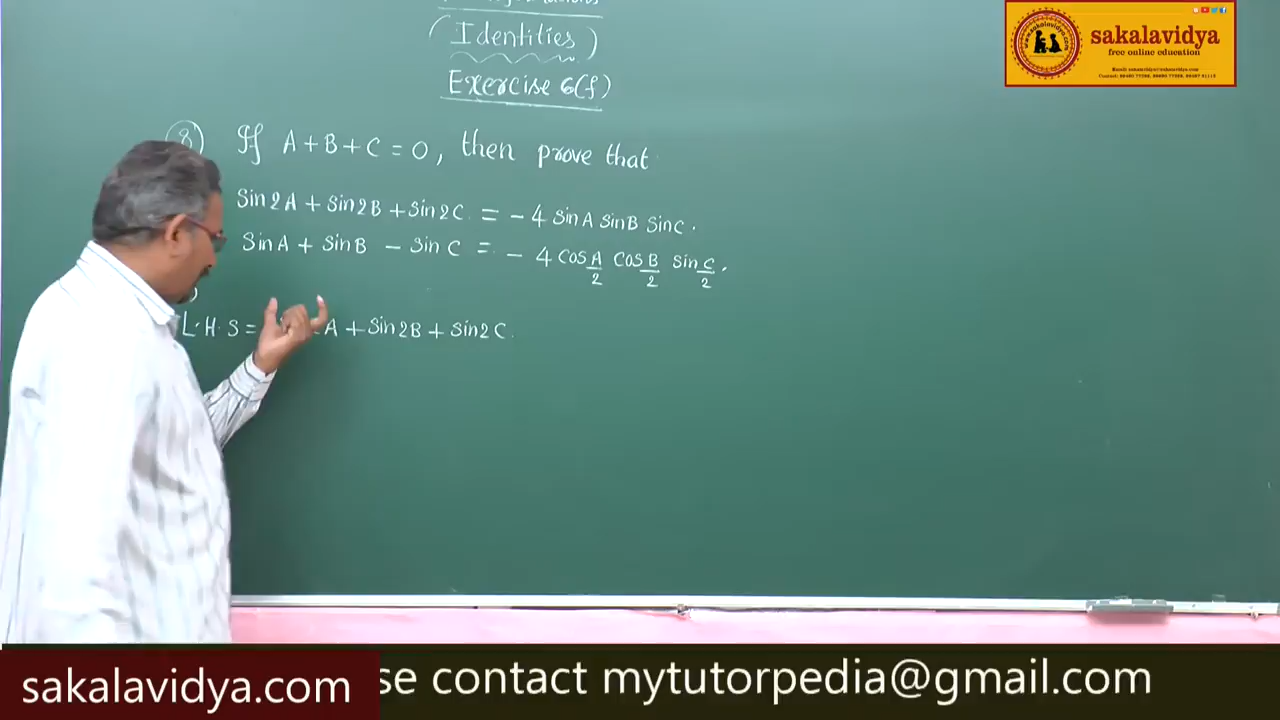 (Identities)
Exercise 6(f)
(8) If A+B+C = 0, then prove that
Sin 2A + Sin 2B + Sin 2C = - 4 Sin A Sin B Sin C.
Sin A + Sin B - Sin C = - 4 Cos A/2 Cos B/2 Sin C/2.
L.H.S = A + Sin 2B + Sin 2C.
sakalavidya
free online education
sakalavidya.com
se contact mytutorpedia@gmail.com